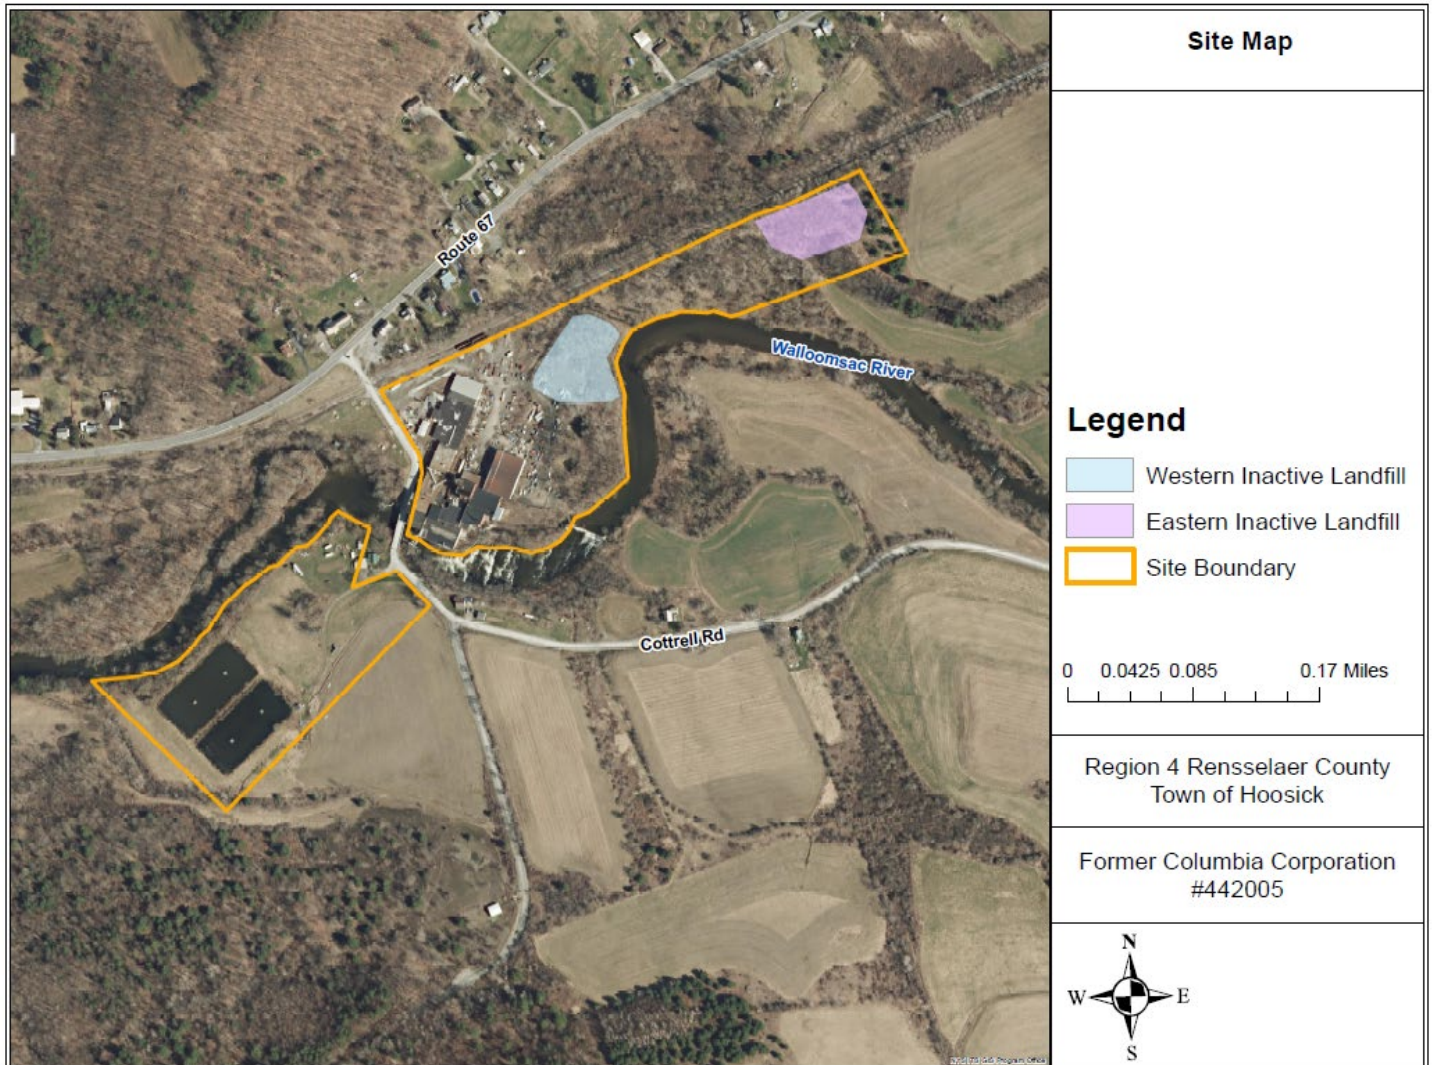 Site Map
Route 67
Walloomsac River
Cottrell Rd
Legend
Western Inactive Landfill
Eastern Inactive Landfill
Site Boundary
0 0.0425 0.085 0.17 Miles
Region 4 Rensselaer County
Town of Hoosick
Former Columbia Corporation
#442005
N
W E
S